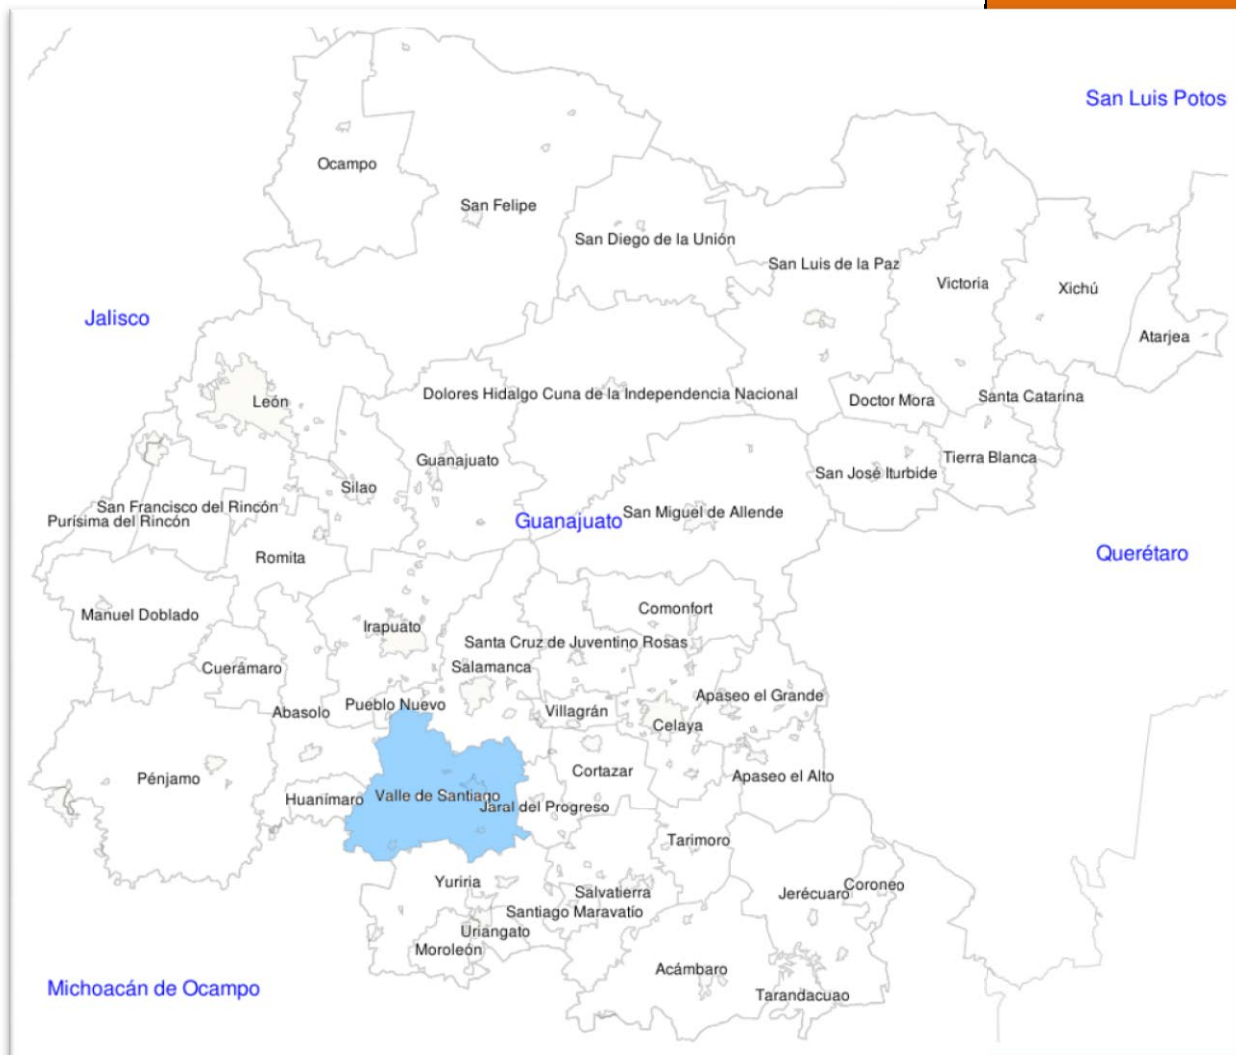 San Luis Potos
Ocampo
San Felipe
San Diego de la Unión
San Luis de la Paz
Victoria
Xichú
Jalisco
Atarjea
León
Dolores Hidalgo Cuna de la Independencia Nacional
Doctor Mora
Santa Catarina
Guanajuato
Tierra Blanca
San José Iturbide
Silao
San Francisco del Rincón
Purísima del Rincón
Guanajuato
San Miguel de Allende
Querétaro
Romita
Manuel Doblado
Comonfort
Irapuato
Santa Cruz de Juventino Rosas
Cuerámaro
Salamanca
Apaseo el Grande
Abasolo
Pueblo Nuevo
Villagrán
Celaya
Pénjamo
Cortazar
Apaseo el Alto
Huanímaro
Valle de Santiago
Jaral del Progreso
Tarimoro
Yuriria
Salvatierra
Jerécuaro
Coroneo
Santiago Maravatío
Uriangato
Moroleón
Acámbaro
Michoacán de Ocampo
Tarandacuao